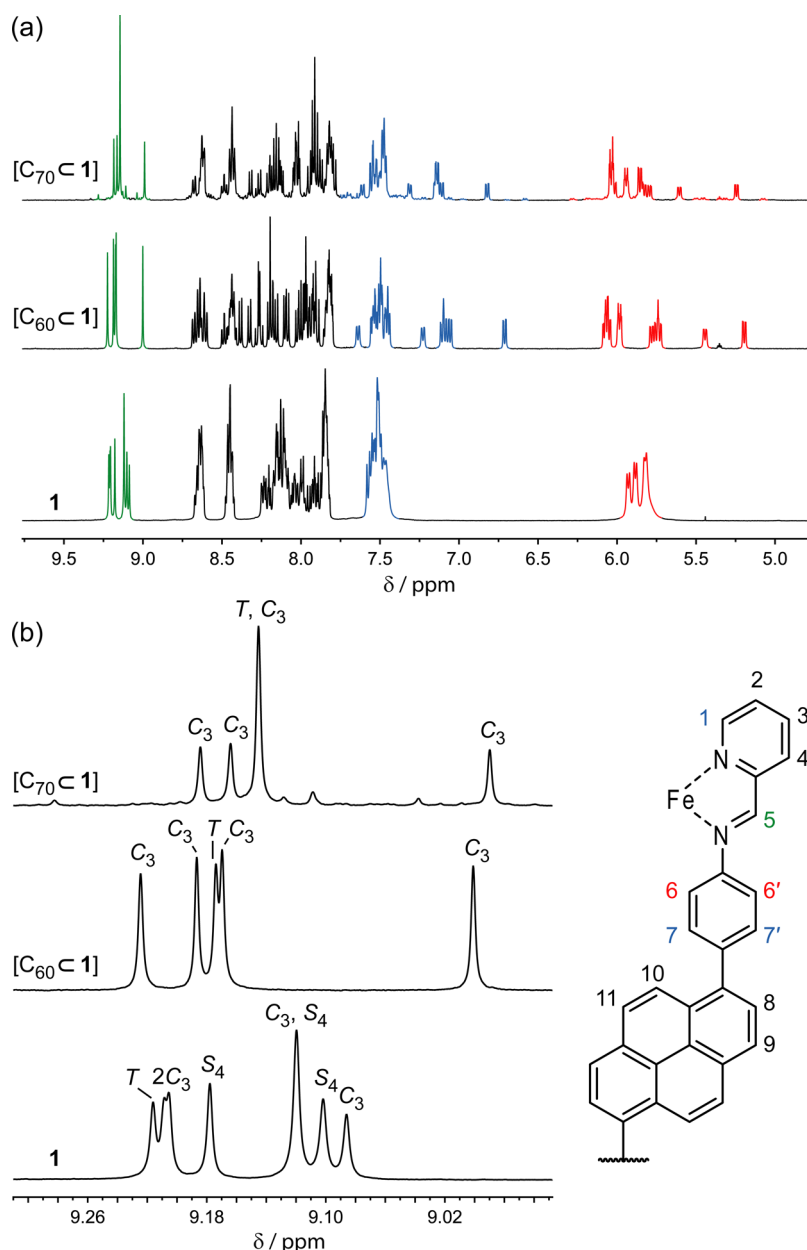 (a)
[C₇₀ ⊂ 1]
[C₆₀ ⊂ 1]
1
9.5 9.0 8.5 8.0 7.5 7.0 6.5 6.0 5.5 5.0
δ / ppm
(b)
T, C₃
C₃ C₃ C₃
[C₇₀ ⊂ 1]
C₃ C₃ T C₃ C₃
[C₆₀ ⊂ 1]
C₃, S₄
T 2C₃ S₄ S₄ C₃
1
9.26 9.18 9.10 9.02
δ / ppm
2
1 3
N 4
Fe
N 5
6 6′
7 7′
10
11 8
9